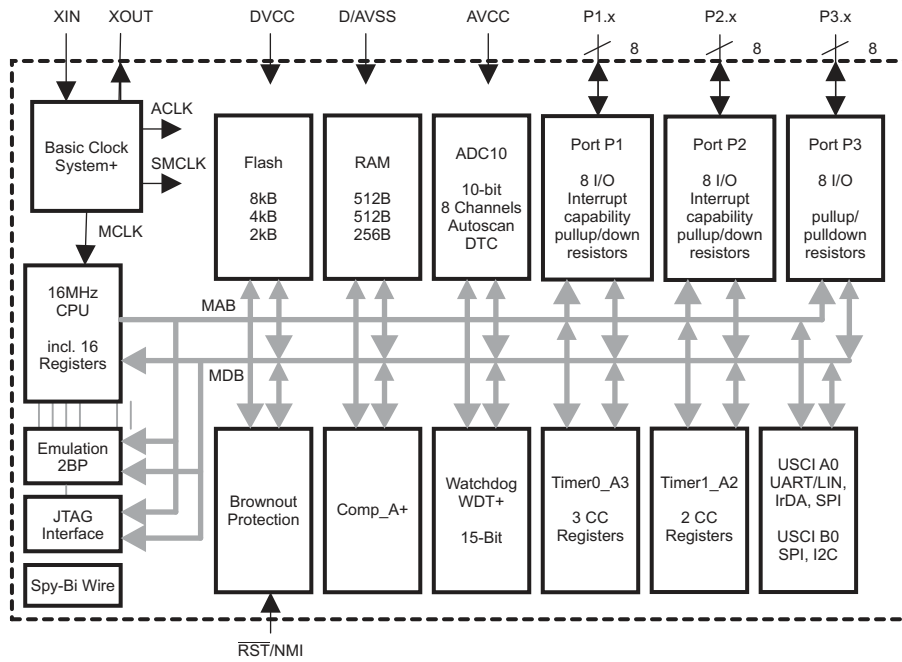 XIN XOUT DVCC D/AVSS AVCC P1.x P2.x P3.x
8 8 8
Basic Clock
System+
ACLK
SMCLK
MCLK
Flash
8kB
4kB
2kB
RAM
512B
512B
256B
ADC10
10-bit
8 Channels
Autoscan
DTC
Port P1
8 I/O
Interrupt
capability
pullup/down
resistors
Port P2
8 I/O
Interrupt
capability
pullup/down
resistors
Port P3
8 I/O
pullup/
pulldown
resistors
16MHz
CPU
incl. 16
Registers
MAB
MDB
Emulation
2BP
JTAG
Interface
Spy-Bi Wire
Brownout
Protection
Comp_A+
Watchdog
WDT+
15-Bit
Timer0_A3
3 CC
Registers
Timer1_A2
2 CC
Registers
USCI A0
UART/LIN,
IrDA, SPI
USCI B0
SPI, I2C
RST/NMI